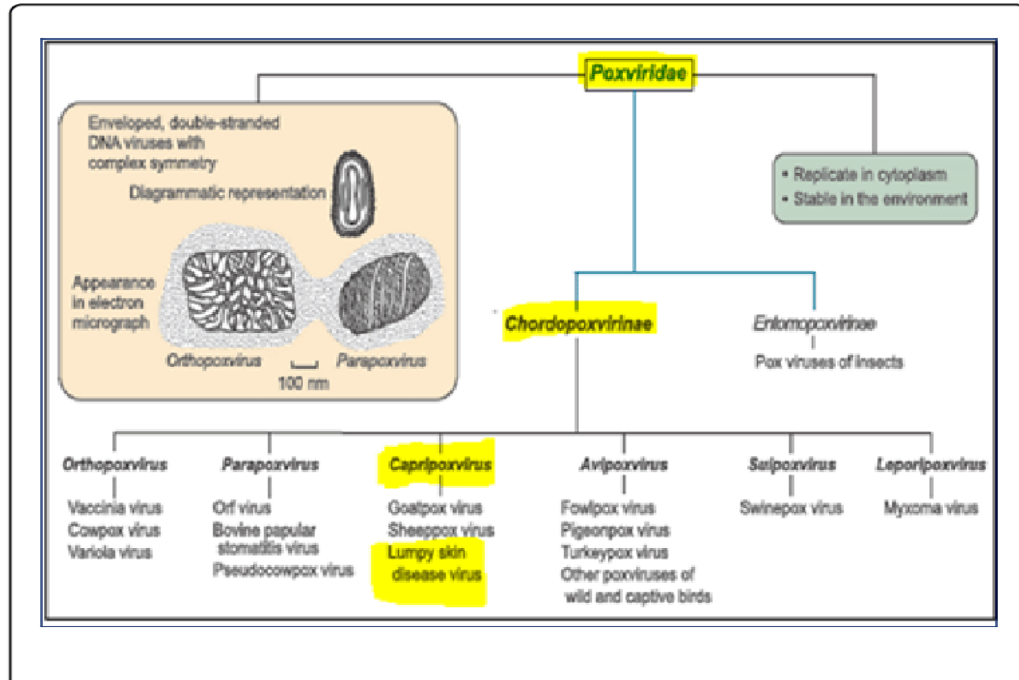 Poxviridae
Enveloped, double-stranded
DNA viruses with
complex symmetry
Diagrammatic representation
Appearance
in electron
micrograph
Orthopoxvirus
Parapoxvirus
100 nm
• Replicate in cytoplasm
• Stable in the environment
Chordopoxvirinae
Entomopoxvirinae
Pox viruses of insects
Orthopoxvirus
Vaccinia virus
Cowpox virus
Variola virus
Parapoxvirus
Orf virus
Bovine papular
stomatitis virus
Pseudocowpox virus
Capripoxvirus
Goatpox virus
Sheeppox virus
Lumpy skin
disease virus
Avipoxvirus
Fowlpox virus
Pigeonpox virus
Turkeypox virus
Other poxviruses of
wild and captive birds
Suipoxvirus
Swinepox virus
Leporipoxvirus
Myxoma virus